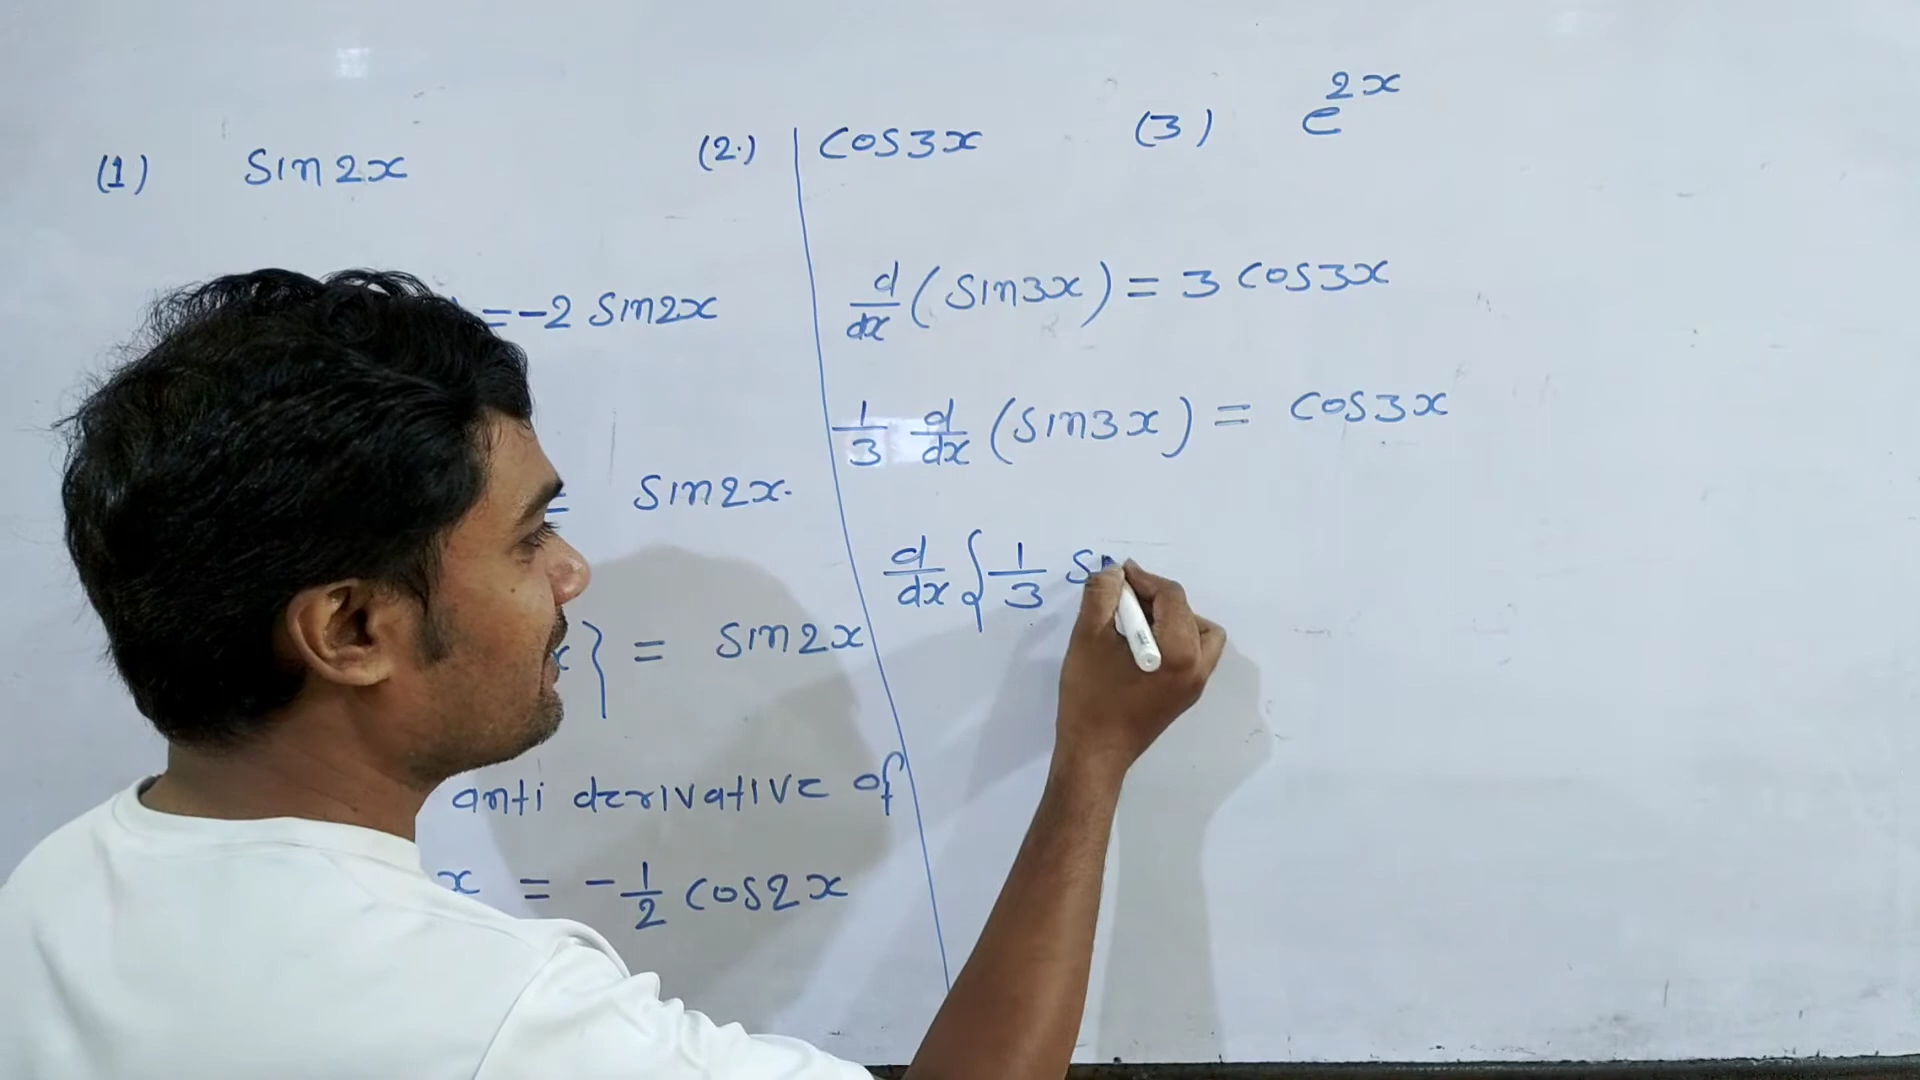 (1) Sin2x (2.) Cos3x (3) e^{2x}
= -2 Sin2x
= Sin2x.
x} = Sin2x
anti derivative of
x = -1/2 Cos2x
d/dx (Sin3x) = 3 Cos3x
1/3 d/dx (Sin3x) = Cos3x
d/dx {1/3 S